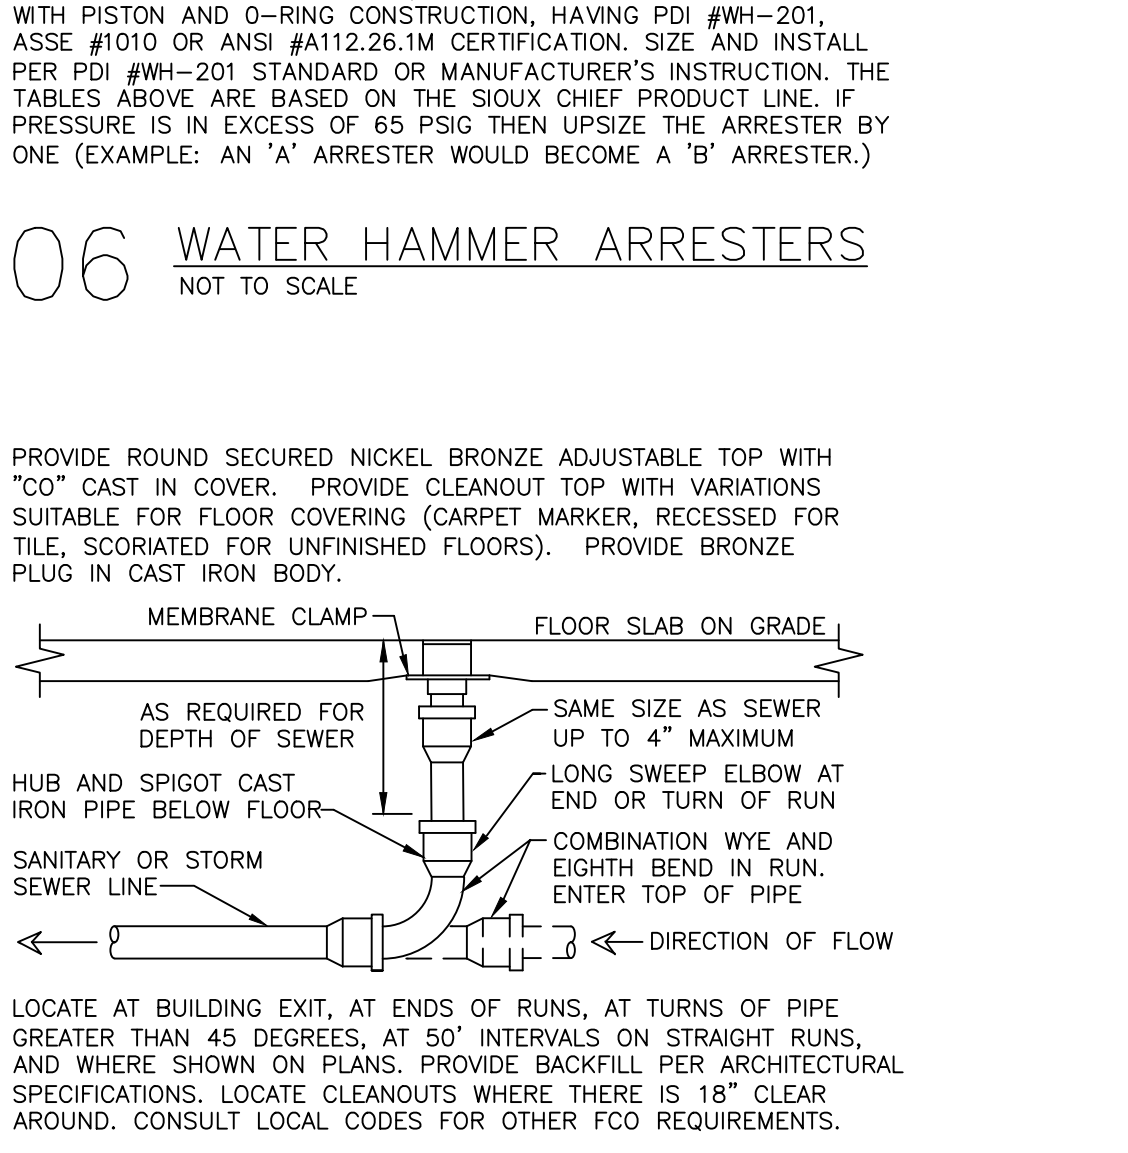 WITH PISTON AND O-RING CONSTRUCTION, HAVING PDI #WH-201,
ASSE #1010 OR ANSI #A112.26.1M CERTIFICATION. SIZE AND INSTALL
PER PDI #WH-201 STANDARD OR MANUFACTURER'S INSTRUCTION. THE
TABLES ABOVE ARE BASED ON THE SIOUX CHIEF PRODUCT LINE. IF
PRESSURE IS IN EXCESS OF 65 PSIG THEN UPSIZE THE ARRESTER BY
ONE (EXAMPLE: AN 'A' ARRESTER WOULD BECOME A 'B' ARRESTER.)
06 WATER HAMMER ARRESTERS
NOT TO SCALE
PROVIDE ROUND SECURED NICKEL BRONZE ADJUSTABLE TOP WITH
"CO" CAST IN COVER. PROVIDE CLEANOUT TOP WITH VARIATIONS
SUITABLE FOR FLOOR COVERING (CARPET MARKER, RECESSED FOR
TILE, SCORIATED FOR UNFINISHED FLOORS). PROVIDE BRONZE
PLUG IN CAST IRON BODY.
MEMBRANE CLAMP
FLOOR SLAB ON GRADE
AS REQUIRED FOR
DEPTH OF SEWER
SAME SIZE AS SEWER
UP TO 4" MAXIMUM
HUB AND SPIGOT CAST
IRON PIPE BELOW FLOOR
LONG SWEEP ELBOW AT
END OR TURN OF RUN
SANITARY OR STORM
SEWER LINE
COMBINATION WYE AND
EIGHTH BEND IN RUN.
ENTER TOP OF PIPE
DIRECTION OF FLOW
LOCATE AT BUILDING EXIT, AT ENDS OF RUNS, AT TURNS OF PIPE
GREATER THAN 45 DEGREES, AT 50' INTERVALS ON STRAIGHT RUNS,
AND WHERE SHOWN ON PLANS. PROVIDE BACKFILL PER ARCHITECTURAL
SPECIFICATIONS. LOCATE CLEANOUTS WHERE THERE IS 18" CLEAR
AROUND. CONSULT LOCAL CODES FOR OTHER FCO REQUIREMENTS.